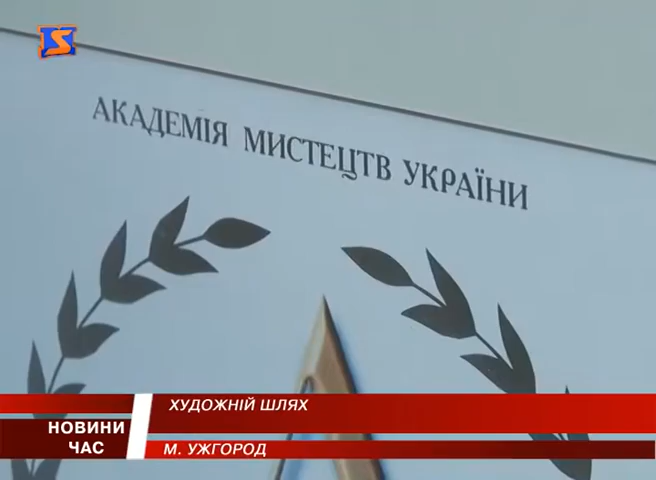 S
АКАДЕМІЯ МИСТЕЦТВ УКРАЇНИ
ХУДОЖНІЙ ШЛЯХ
НОВИНИ
ЧАС
М. УЖГОРОД